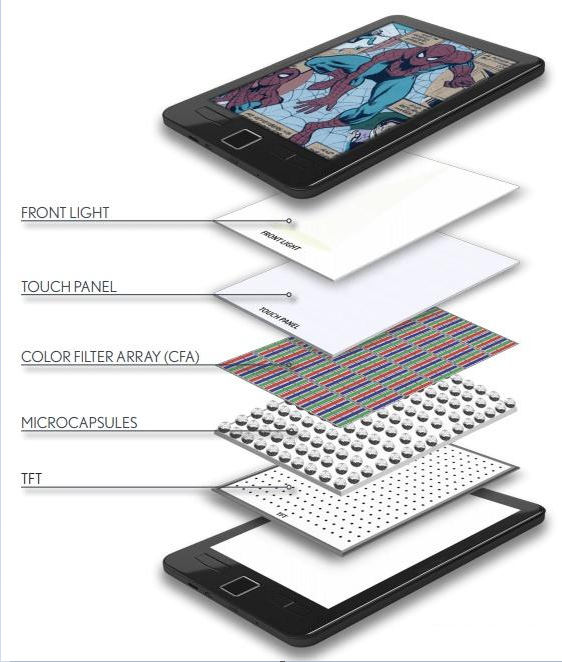 FRONT LIGHT
FRONT LIGHT
TOUCH PANEL
TOUCH PANEL
COLOR FILTER ARRAY (CFA)
MICROCAPSULES
TFT
TFT